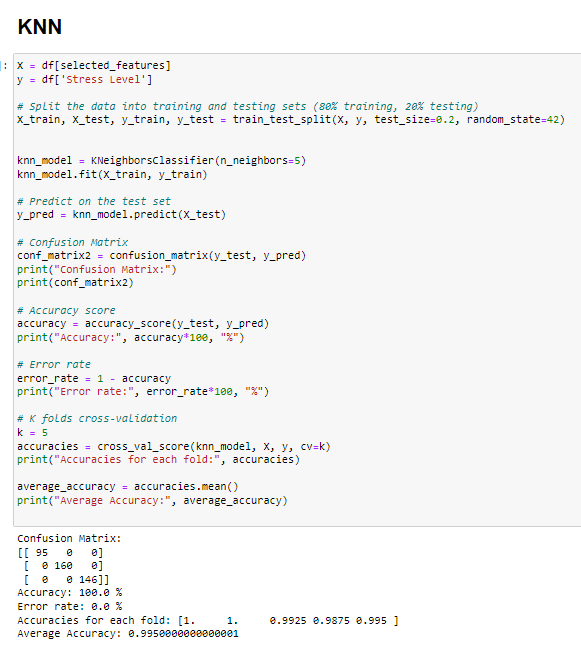 KNN
]: X = df[selected_features]
y = df['Stress Level']
# Split the data into training and testing sets (80% training, 20% testing)
X_train, X_test, y_train, y_test = train_test_split(X, y, test_size=0.2, random_state=42)
knn_model = KNeighborsClassifier(n_neighbors=5)
knn_model.fit(X_train, y_train)
# Predict on the test set
y_pred = knn_model.predict(X_test)
# Confusion Matrix
conf_matrix2 = confusion_matrix(y_test, y_pred)
print("Confusion Matrix:")
print(conf_matrix2)
# Accuracy score
accuracy = accuracy_score(y_test, y_pred)
print("Accuracy:", accuracy*100, "%")
# Error rate
error_rate = 1 - accuracy
print("Error rate:", error_rate*100, "%")
# K folds cross-validation
k = 5
accuracies = cross_val_score(knn_model, X, y, cv=k)
print("Accuracies for each fold:", accuracies)
average_accuracy = accuracies.mean()
print("Average Accuracy:", average_accuracy)
Confusion Matrix:
[[ 95   0   0]
 [  0 160   0]
 [  0   0 146]]
Accuracy: 100.0 %
Error rate: 0.0 %
Accuracies for each fold: [1.     1.     0.9925 0.9875 0.995 ]
Average Accuracy: 0.9950000000000001